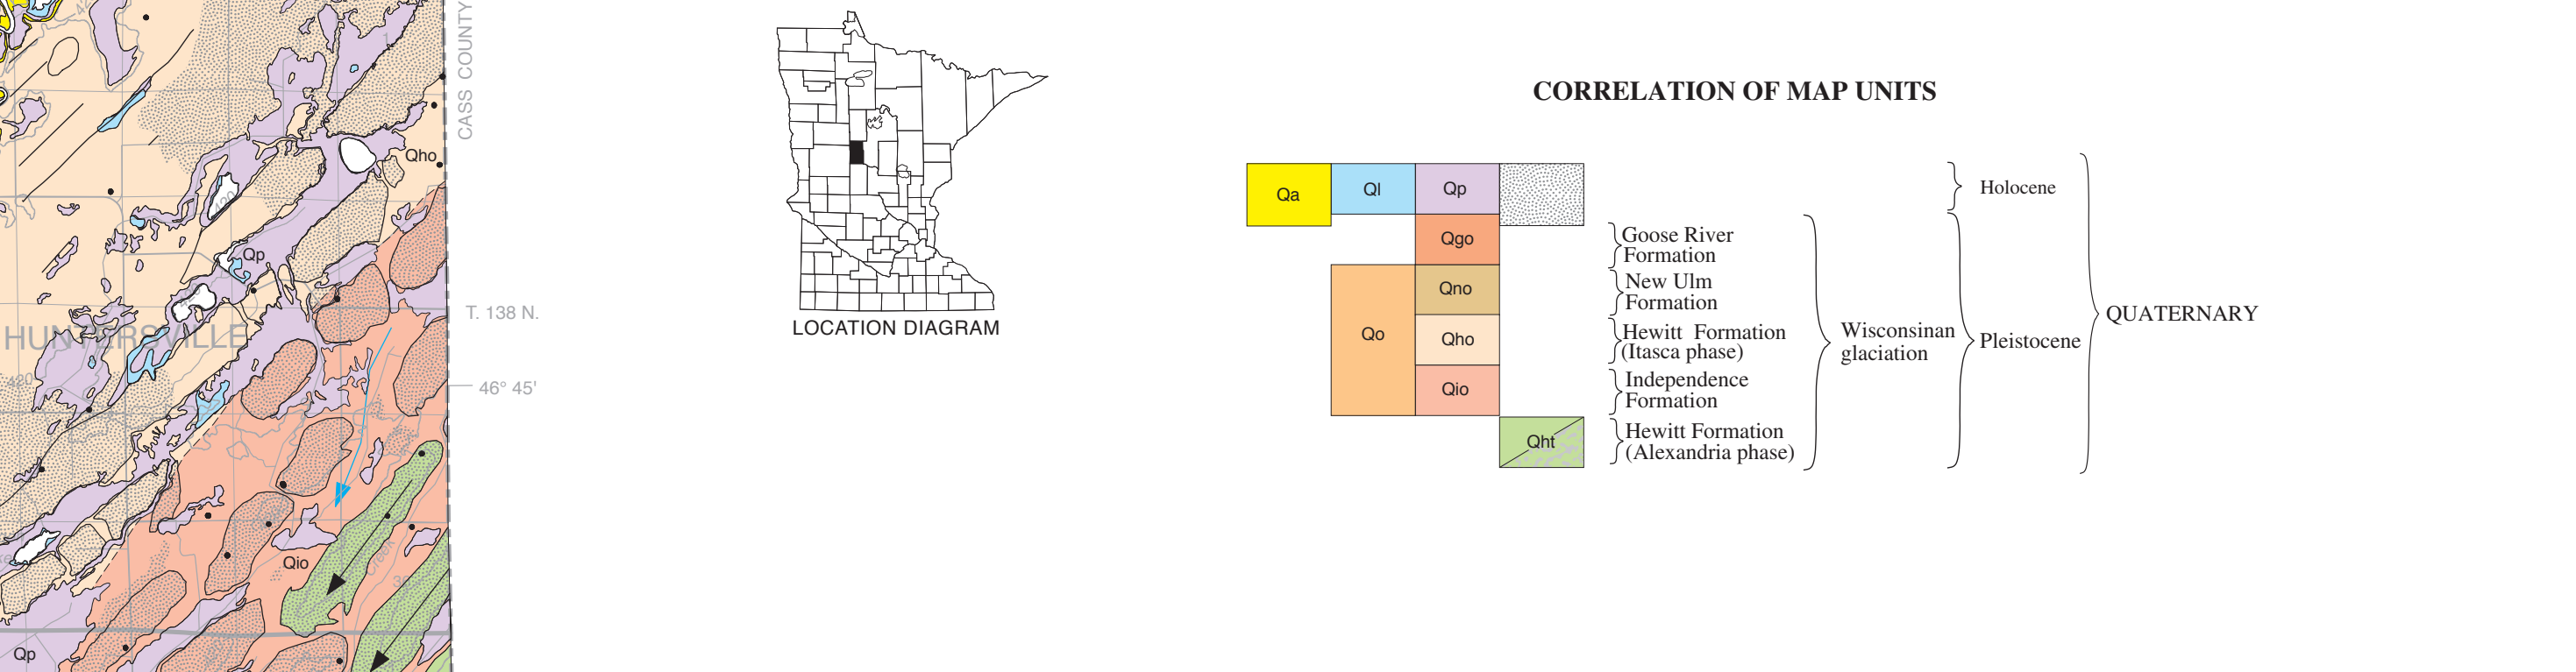 CASS COUNTY
Qho
Qp
T. 138 N.
HUNTERSVILLE
46° 45'
420
Qio
Creek
Qp
LOCATION DIAGRAM
CORRELATION OF MAP UNITS
Qa
Ql
Qp
Qgo
Qo
Qno
Qho
Qio
Qht
Goose River
Formation
New Ulm
Formation
Hewitt Formation
(Itasca phase)
Independence
Formation
Hewitt Formation
(Alexandria phase)
Wisconsinan
glaciation
Holocene
Pleistocene
QUATERNARY